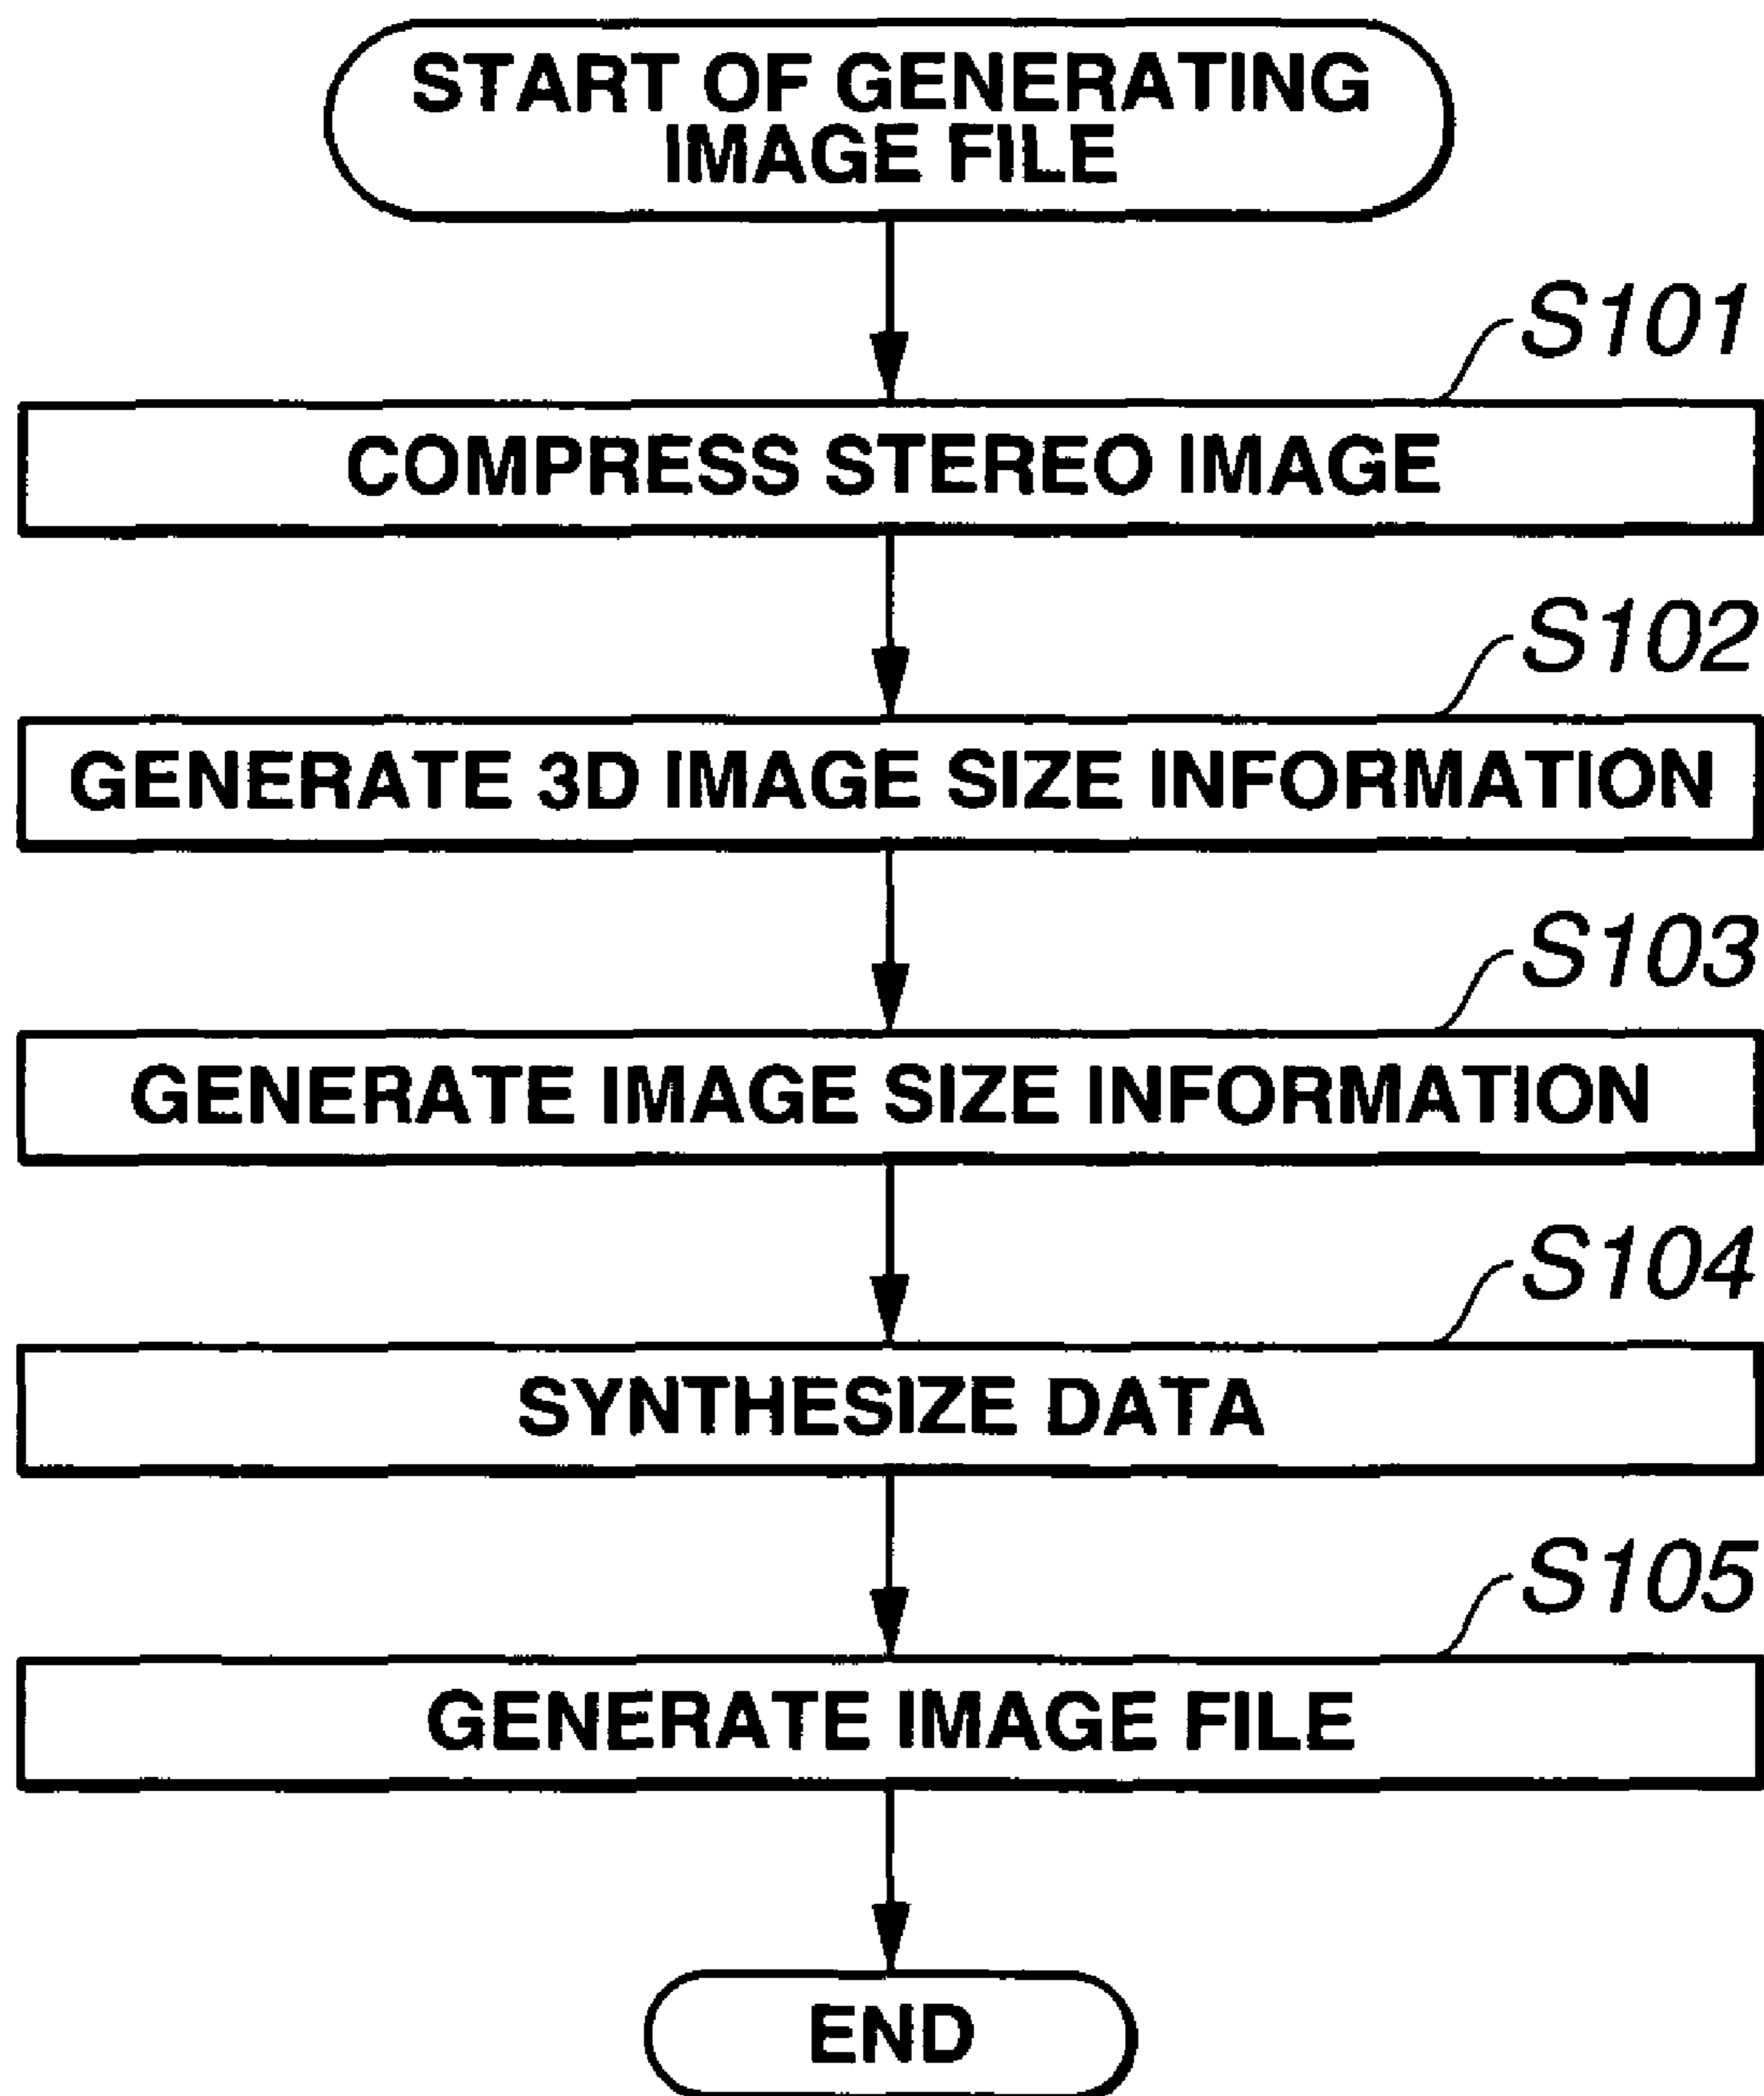 START OF GENERATING
IMAGE FILE
S101
COMPRESS STEREO IMAGE
S102
GENERATE 3D IMAGE SIZE INFORMATION
S103
GENERATE IMAGE SIZE INFORMATION
S104
SYNTHESIZE DATA
S105
GENERATE IMAGE FILE
END